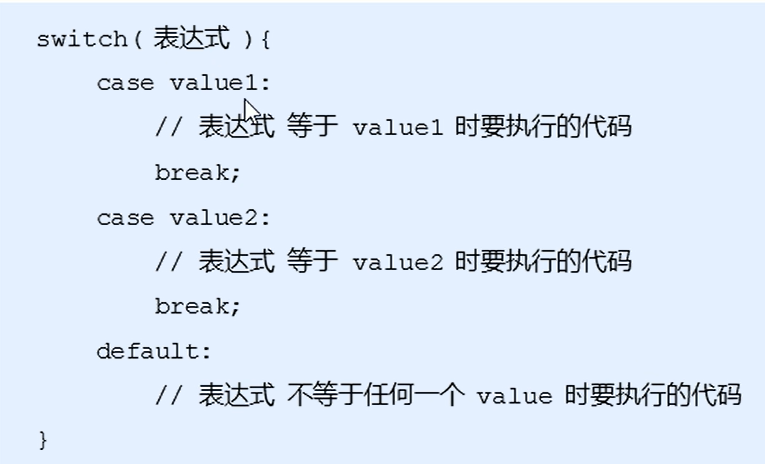 switch( 表达式 ){
case value1:
// 表达式 等于 value1 时要执行的代码
break;
case value2:
// 表达式 等于 value2 时要执行的代码
break;
default:
// 表达式 不等于任何一个 value 时要执行的代码
}